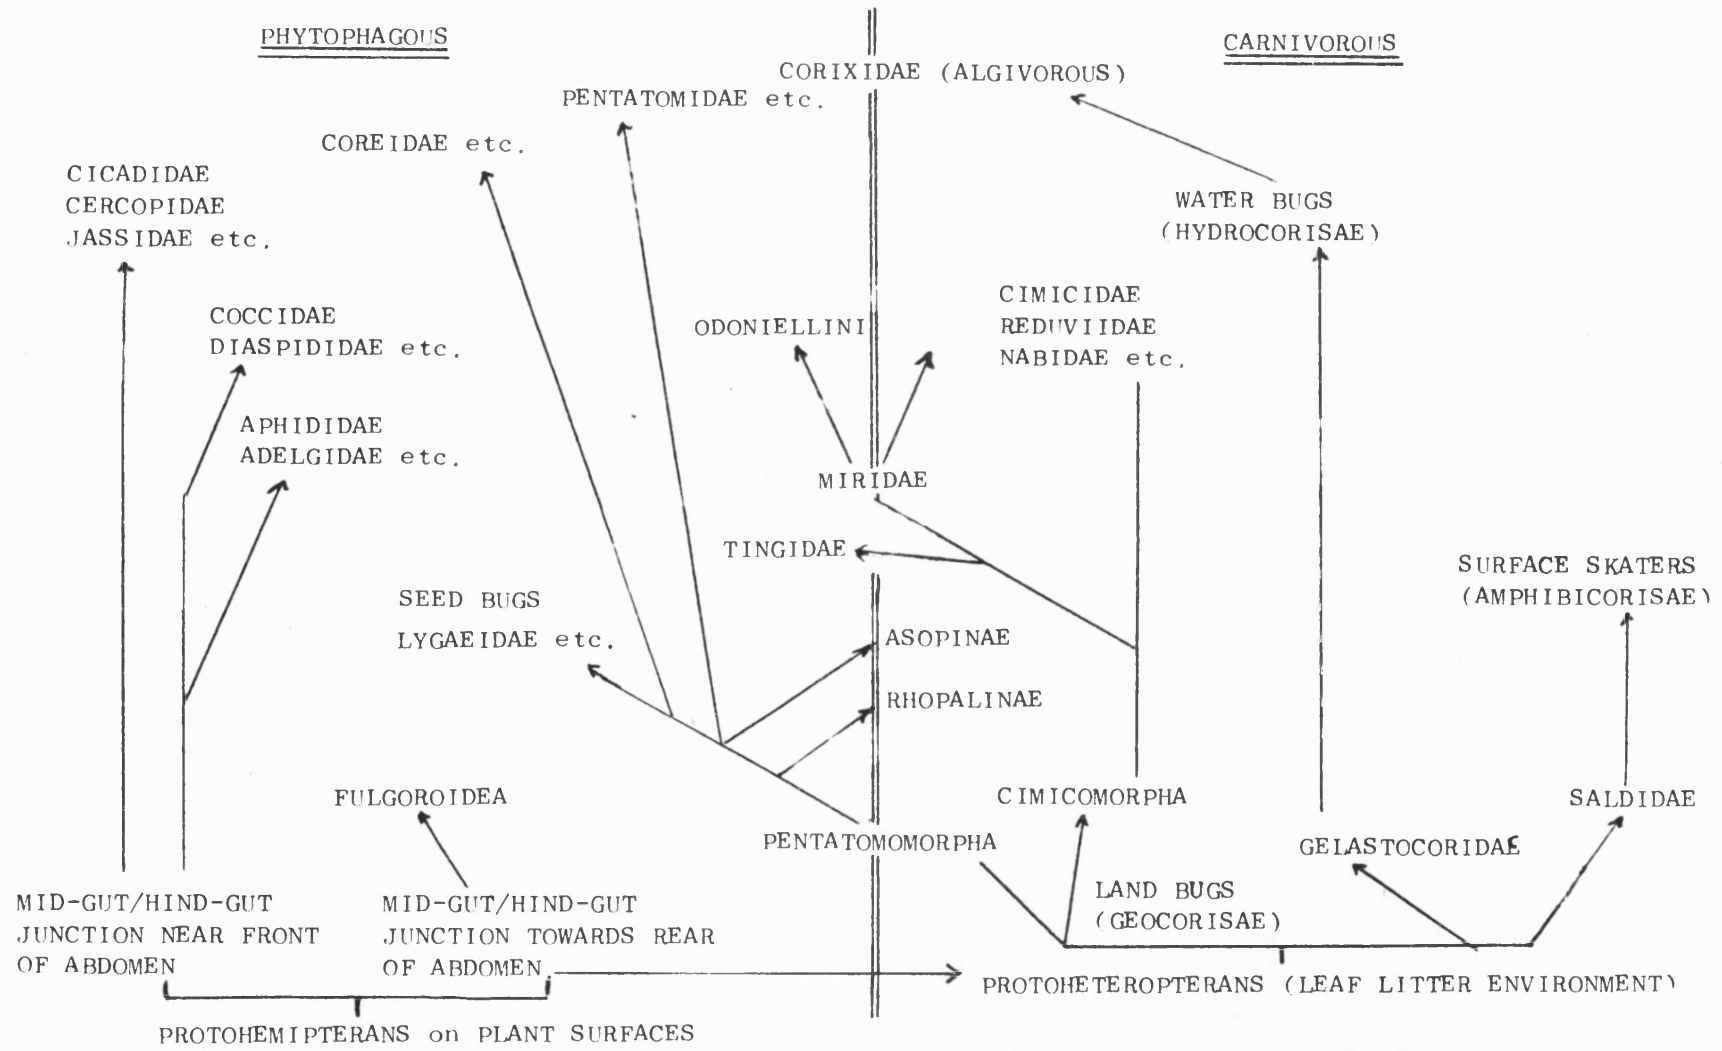 PHYTOPHAGOUS
CARNIVOROUS
CORIXIDAE (ALGIVOROUS)
PENTATOMIDAE etc.
COREIDAE etc.
CICADIDAE
CERCOPIDAE
JASSIDAE etc.
WATER BUGS
(HYDROCORISAE)
COCCIDAE
DIASPIDIDAE etc.
ODONIELLINI
CIMICIDAE
REDUVIIDAE
NABIDAE etc.
APHIDIDAE
ADELGIDAE etc.
MIRIDAE
TINGIDAE
SURFACE SKATERS
(AMPHIBICORISAE)
SEED BUGS
LYGAEIDAE etc.
ASOPINAE
RHOPALINAE
FULGOROIDEA
CIMICOMORPHA
SALDIDAE
PENTATOMOMORPHA
GELASTOCORIDAE
LAND BUGS
(GEOCORISAE)
MID-GUT/HIND-GUT
JUNCTION NEAR FRONT
OF ABDOMEN
MID-GUT/HIND-GUT
JUNCTION TOWARDS REAR
OF ABDOMEN.
PROTOHETEROPTERANS (LEAF LITTER ENVIRONMENT)
PROTOHEMIPTERANS on PLANT SURFACES